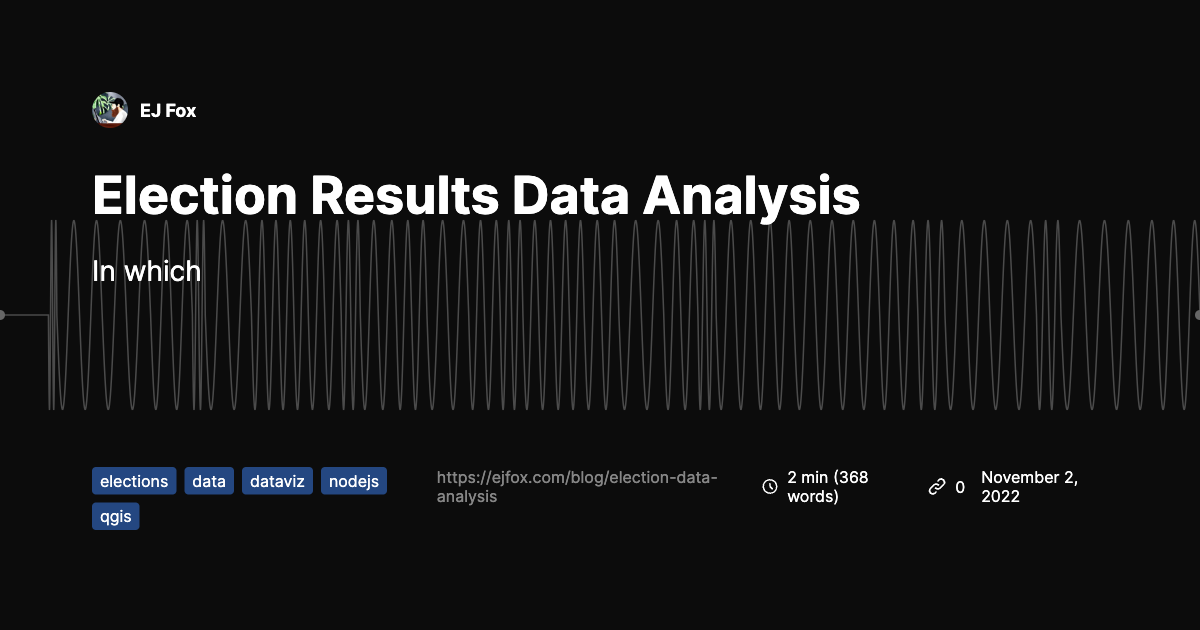 EJ Fox
Election Results Data Analysis
In which
elections data dataviz nodejs
qgis
https://ejfox.com/blog/election-data-
analysis
2 min (368
words)
0
November 2,
2022